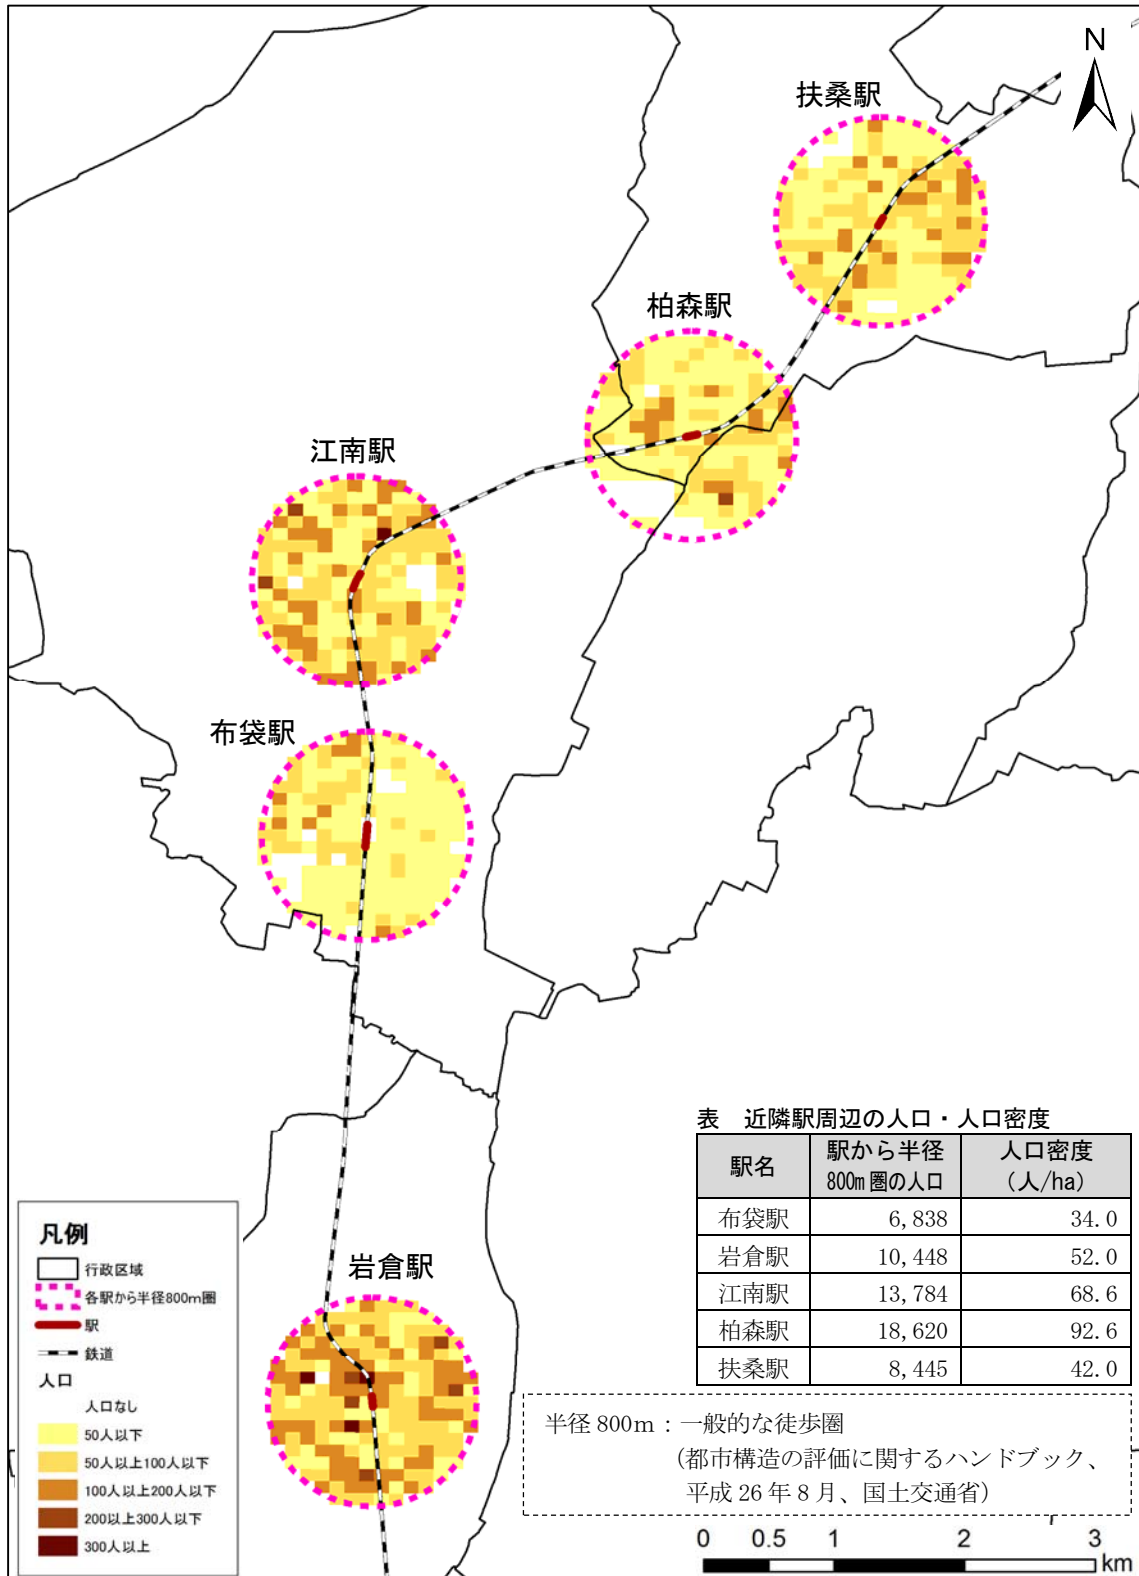 N
扶桑駅
柏森駅
江南駅
布袋駅
岩倉駅
表　近隣駅周辺の人口・人口密度
駅名
駅から半径
800m圏の人口
人口密度
（人/ha）
布袋駅 6,838 34.0
岩倉駅 10,448 52.0
江南駅 13,784 68.6
柏森駅 18,620 92.6
扶桑駅 8,445 42.0
半径 800m：一般的な徒歩圏
（都市構造の評価に関するハンドブック、
平成 26 年 8 月、国土交通省）
凡例
行政区域
各駅から半径800m圏
駅
鉄道
人口
人口なし
50人以下
50人以上100人以下
100人以上200人以下
200以上300人以下
300人以上
0 0.5 1 2 3
km